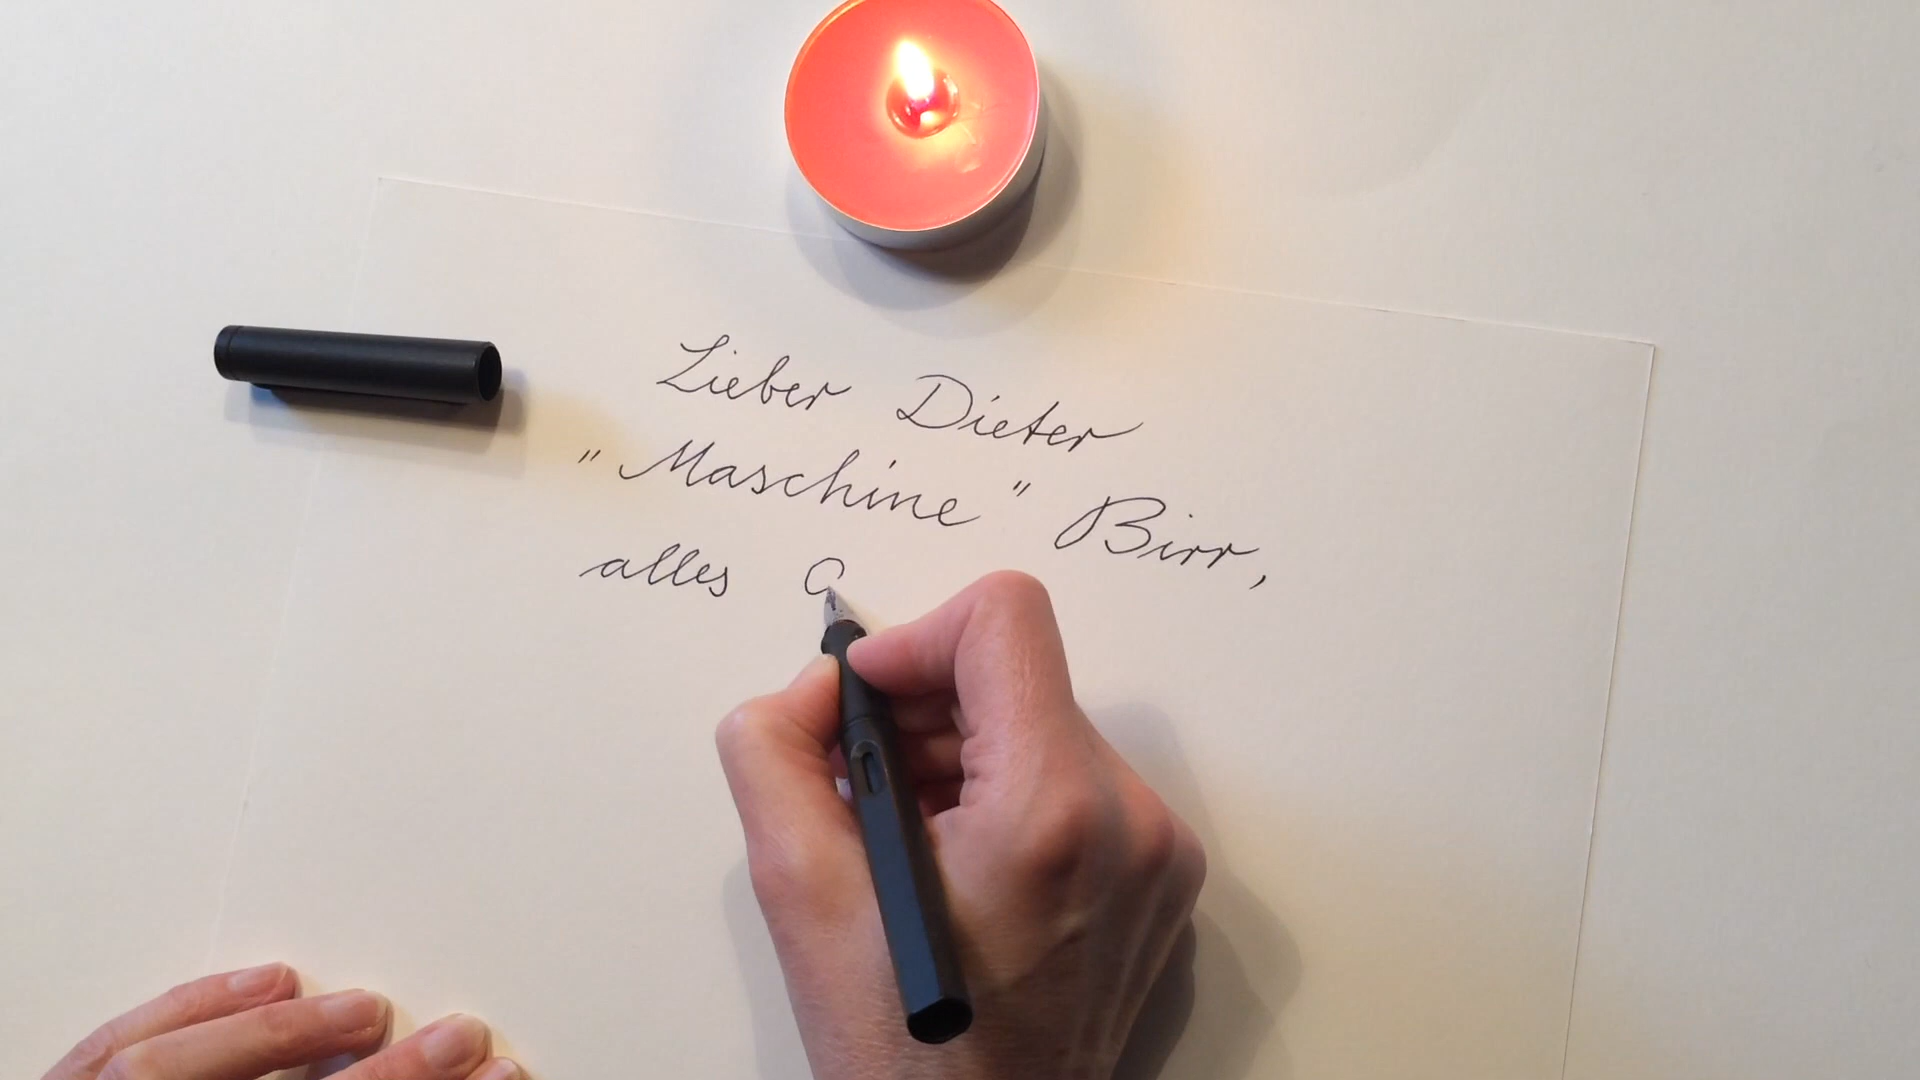 Lieber Dieter
"Maschine" Birr,
alles